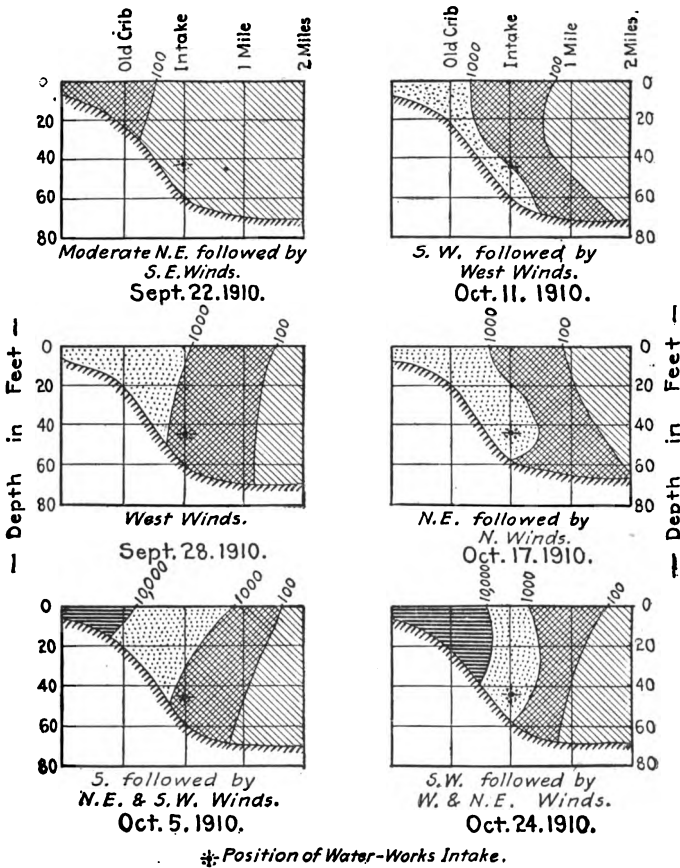 Old Crib
100
Intake
1 Mile
2 Miles
0
20
40
60
80
Moderate N.E. followed by
S.E. Winds.
Sept. 22. 1910.
Old Crib
1000
Intake
100
1 Mile
2 Miles.
0
20
40
60
80
S.W. followed by
West Winds.
Oct. 11. 1910.
— Depth in Feet —
1000
100
0
20
40
60
80
West Winds.
Sept. 28. 1910.
1000
100
0
20
40
60
80
N.E. followed by
N. Winds.
Oct. 17. 1910.
— Depth in Feet —
10,000
1000
100
0
20
40
60
80
S. followed by
N.E. & S.W. Winds.
Oct. 5. 1910.
10,000
1000
100
0
20
40
60
80
S.W. followed by
W. & N.E. Winds.
Oct. 24. 1910.
Position of Water-Works Intake.